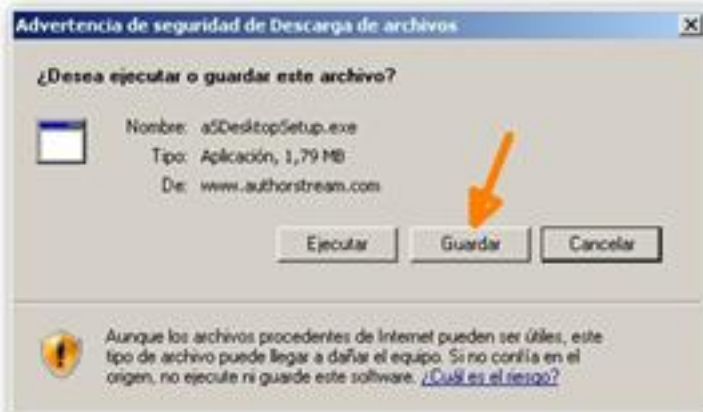 Advertencia de seguridad de Descarga de archivos
¿Desea ejecutar o guardar este archivo?
Nombre: aSDesktopSetup.exe
Tipo: Aplicación, 1,79 MB
De: www.authorstream.com
Ejecutar Guardar Cancelar
Aunque los archivos procedentes de Internet pueden ser útiles, este
tipo de archivo puede llegar a dañar el equipo. Si no confía en el
origen, no ejecute ni guarde este software. ¿Cuál es el riesgo?